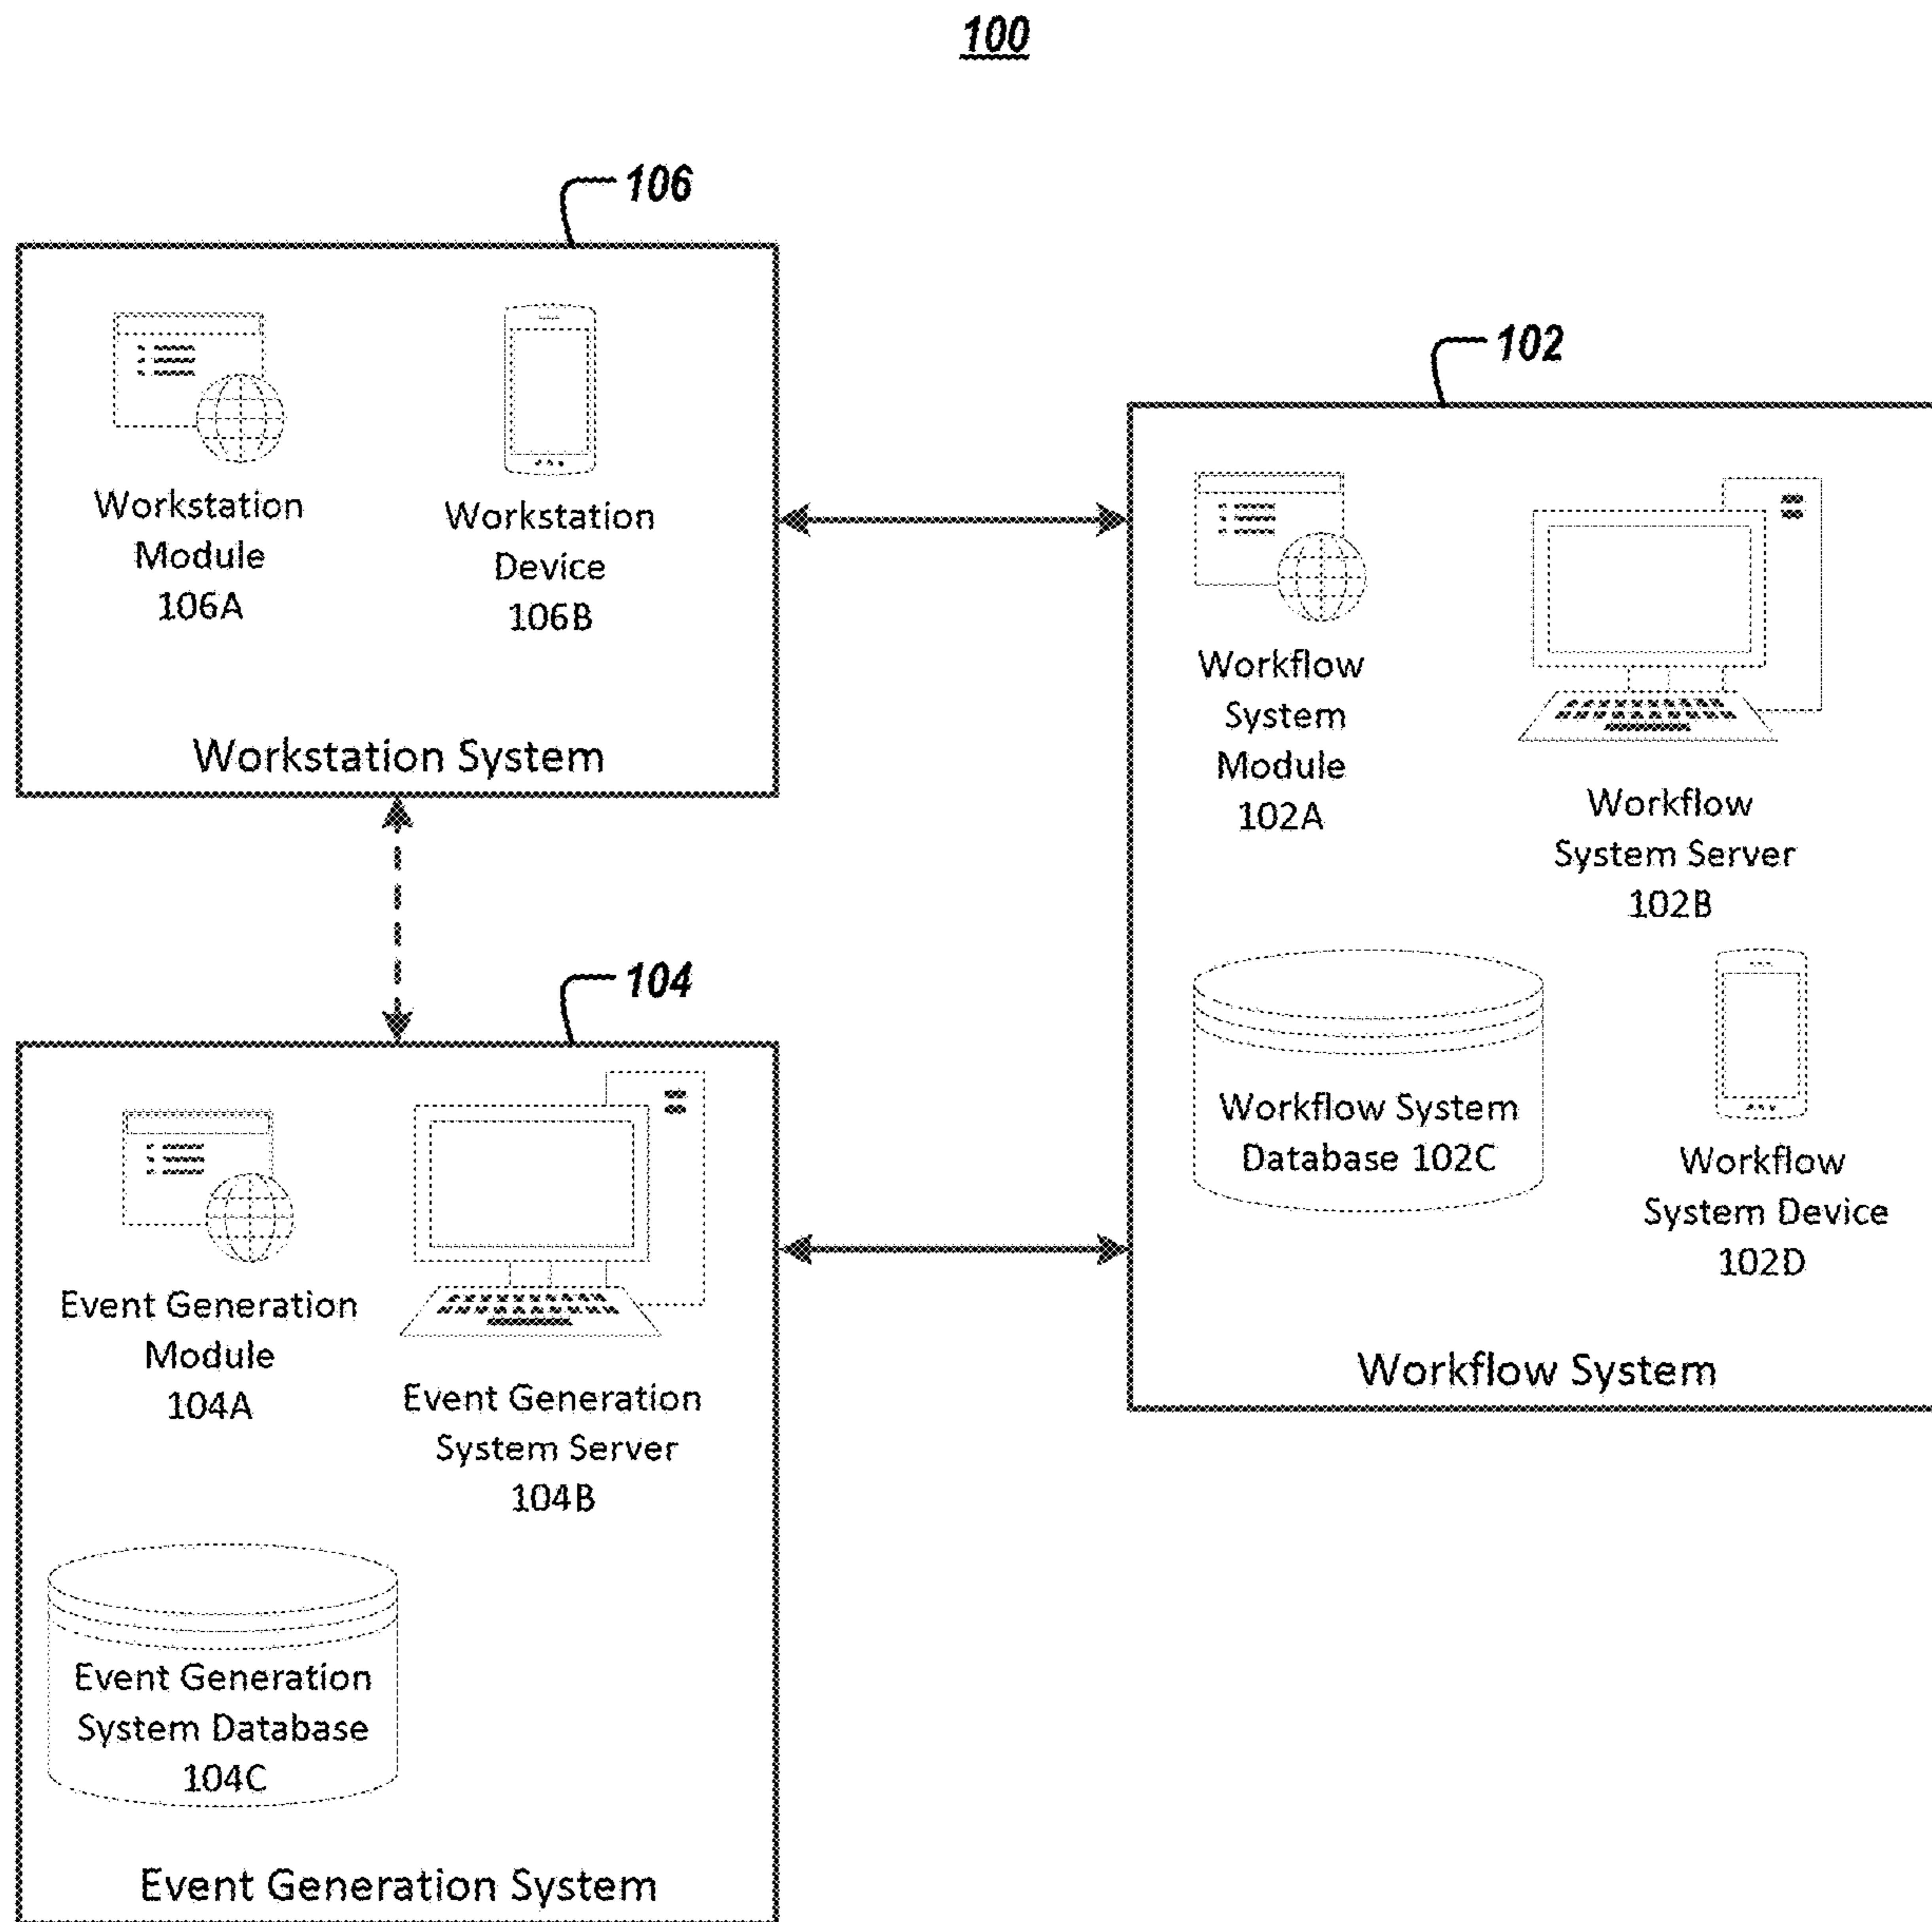 100
106
Workstation
Module
106A
Workstation
Device
106B
Workstation System
102
Workflow
System
Module
102A
Workflow
System Server
102B
Workflow System
Database 102C
Workflow
System Device
102D
Workflow System
104
Event Generation
Module
104A
Event Generation
System Server
104B
Event Generation
System Database
104C
Event Generation System